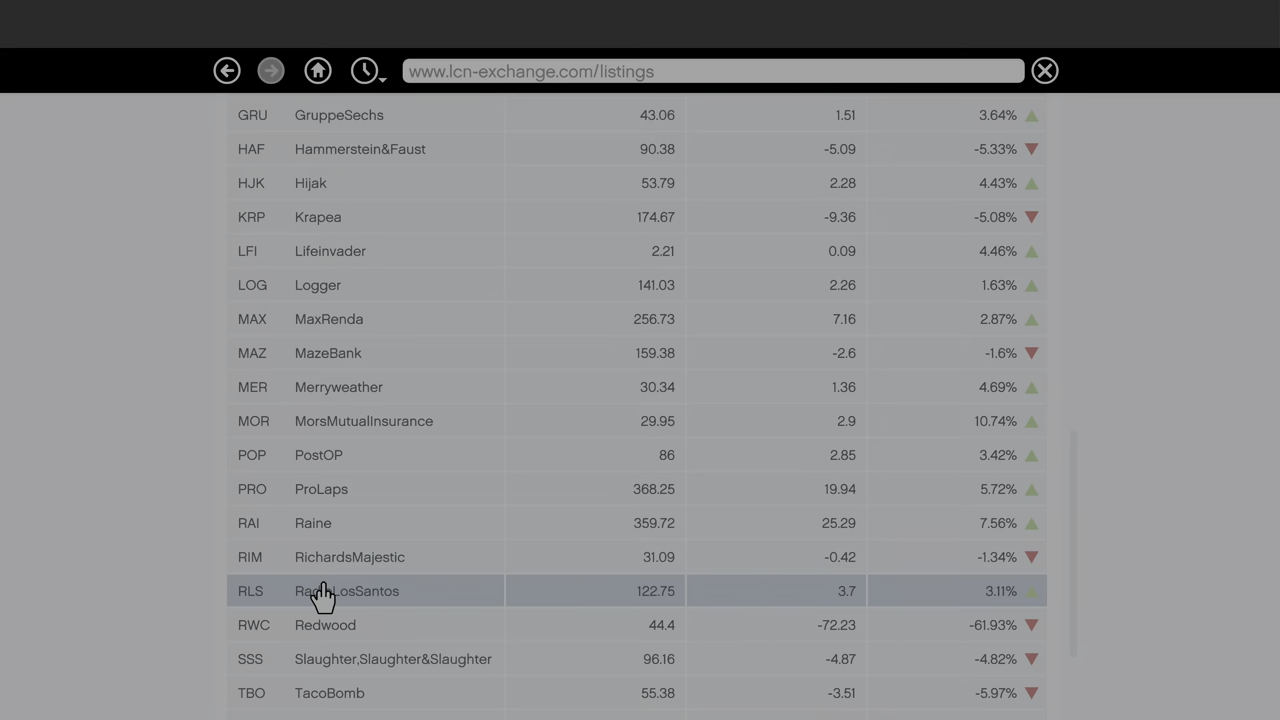 www.lcn-exchange.com/listings
GRU GruppeSechs 43.06 1.51 3.64%
HAF Hammerstein&Faust 90.38 -5.09 -5.33%
HJK Hijak 53.79 2.28 4.43%
KRP Krapea 174.67 -9.36 -5.08%
LFI Lifeinvader 2.21 0.09 4.46%
LOG Logger 141.03 2.26 1.63%
MAX MaxRenda 256.73 7.16 2.87%
MAZ MazeBank 159.38 -2.6 -1.6%
MER Merryweather 30.34 1.36 4.69%
MOR MorsMutualInsurance 29.95 2.9 10.74%
POP PostOP 86 2.85 3.42%
PRO ProLaps 368.25 19.94 5.72%
RAI Raine 359.72 25.29 7.56%
RIM RichardsMajestic 31.09 -0.42 -1.34%
RLS RadioLosSantos 122.75 3.7 3.11%
RWC Redwood 44.4 -72.23 -61.93%
SSS Slaughter,Slaughter&Slaughter 96.16 -4.87 -4.82%
TBO TacoBomb 55.38 -3.51 -5.97%